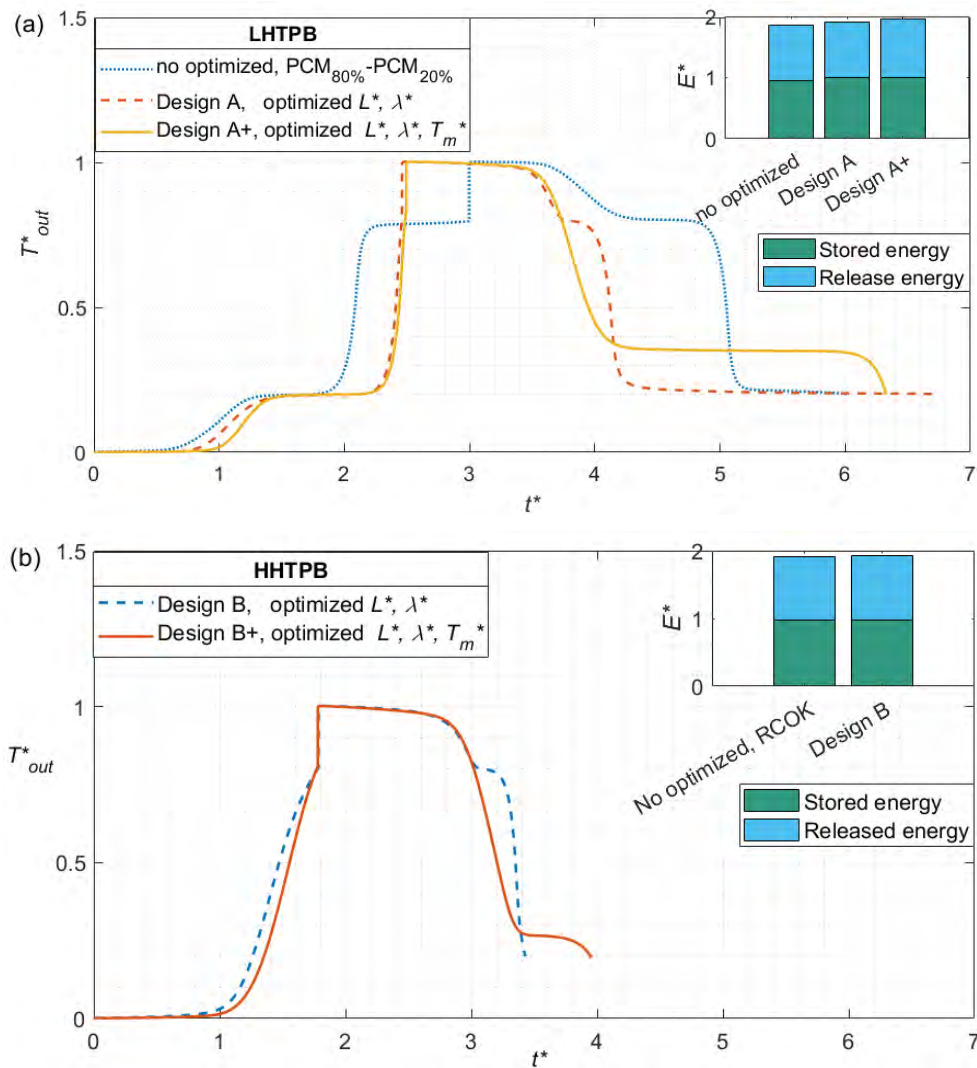 (a)
1.5
LHTPB
no optimized, PCM80%-PCM20%
Design A, optimized L*, λ*
Design A+, optimized L*, λ*, Tm*
2
1
0
E*
no optimized
Design A
Design A+
Stored energy
Release energy
1
0.5
0
T*out
0 1 2 3 4 5 6 7
t*
(b)
1.5
HHTPB
Design B, optimized L*, λ*
Design B+, optimized L*, λ*, Tm*
2
1
0
E*
No optimized, RCOK
Design B
Stored energy
Released energy
1
0.5
0
T*out
0 1 2 3 4 5 6 7
t*